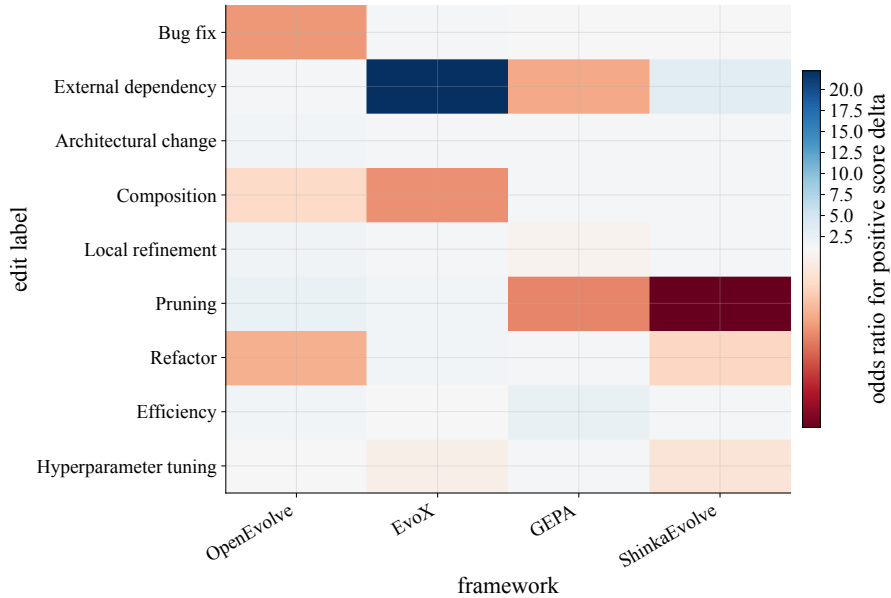 Bug fix
External dependency
Architectural change
Composition
Local refinement
Pruning
Refactor
Efficiency
Hyperparameter tuning
edit label
OpenEvolve
EvoX
GEPA
ShinkaEvolve
framework
20.0
17.5
15.0
12.5
10.0
7.5
5.0
2.5
odds ratio for positive score delta